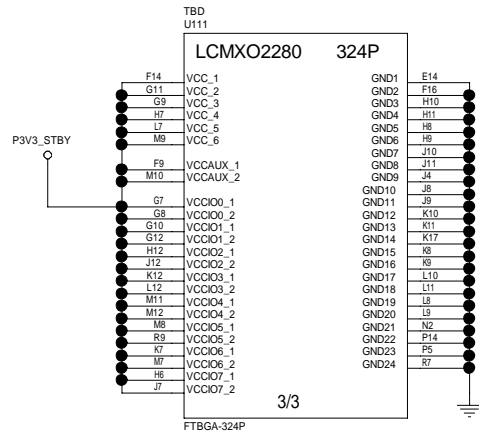 TBD
U111
LCMXO2280 324P
P3V3_STBY
F14 VCC_1 GND1 E14
G11 VCC_2 GND2 F16
G9 VCC_3 GND3 H10
H7 VCC_4 GND4 H11
L7 VCC_5 GND5 H8
M9 VCC_6 GND6 H9
GND7 J10
F9 VCCAUX_1 GND8 J11
M10 VCCAUX_2 GND9 J4
GND10 J8
G7 VCCIO0_1 GND11 J9
G8 VCCIO0_2 GND12 K10
G10 VCCIO1_1 GND13 K11
G12 VCCIO1_2 GND14 K17
H12 VCCIO2_1 GND15 K8
J12 VCCIO2_2 GND16 K9
K12 VCCIO3_1 GND17 L10
L12 VCCIO3_2 GND18 L11
M11 VCCIO4_1 GND19 L8
M12 VCCIO4_2 GND20 L9
M8 VCCIO5_1 GND21 N2
R9 VCCIO5_2 GND22 P14
K7 VCCIO6_1 GND23 P5
M7 VCCIO6_2 GND24 R7
H6 VCCIO7_1
J7 VCCIO7_2
3/3
FTBGA-324P